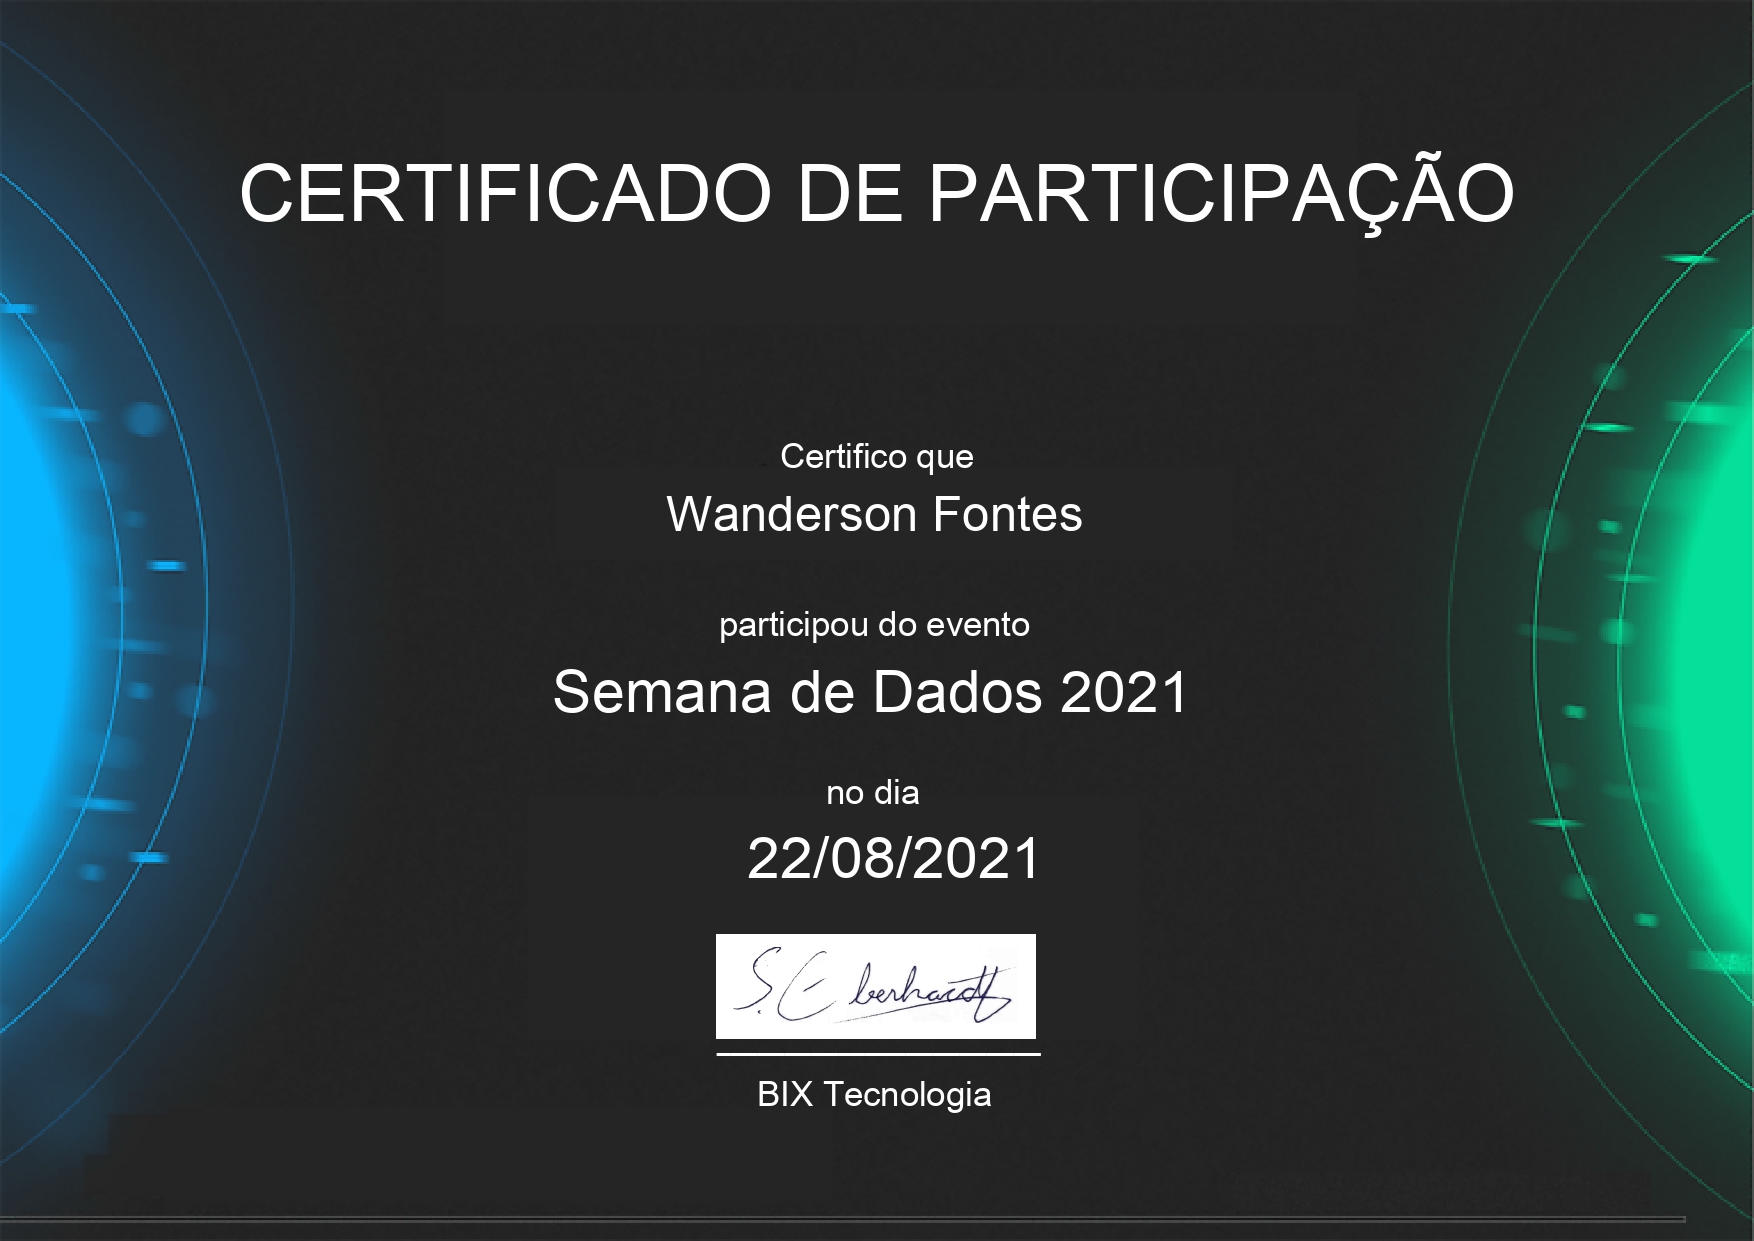 CERTIFICADO DE PARTICIPAÇÃO
Certifico que
Wanderson Fontes
participou do evento
Semana de Dados 2021
no dia
22/08/2021
S. Eberhardt
BIX Tecnologia